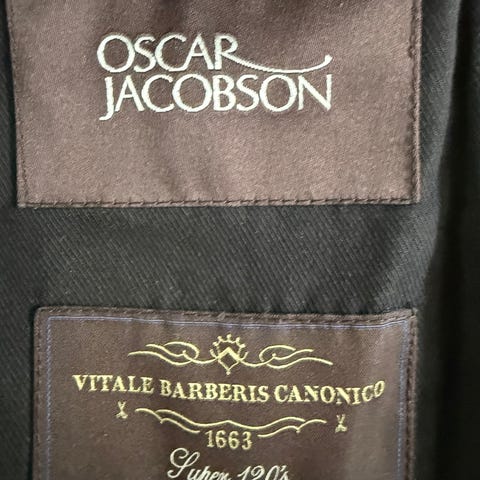 OSCAR
JACOBSON
VITALE BARBERIS CANONICO
1663
Super 120's